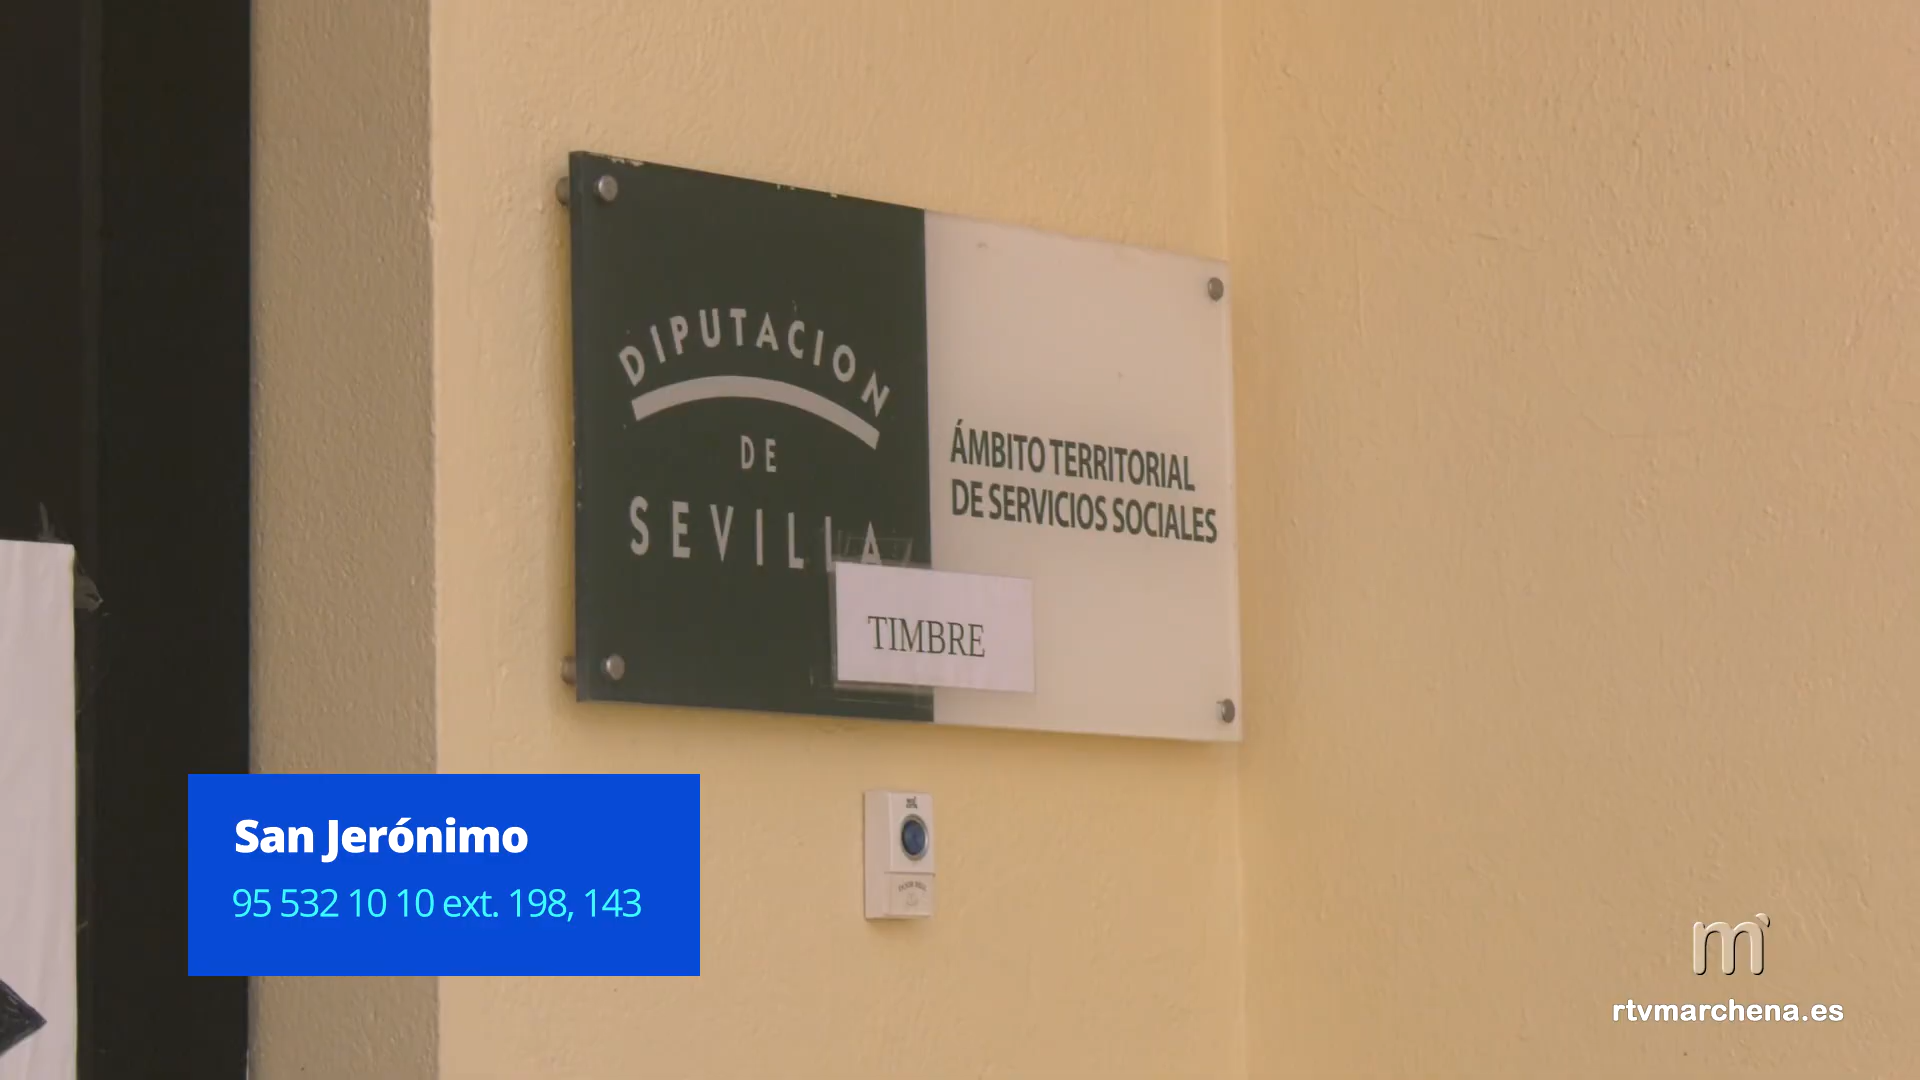 DIPUTACION
DE
SEVILLA
ÁMBITO TERRITORIAL
DE SERVICIOS SOCIALES
TIMBRE
San Jerónimo
95 532 10 10 ext. 198, 143
m
rtvmarchena.es